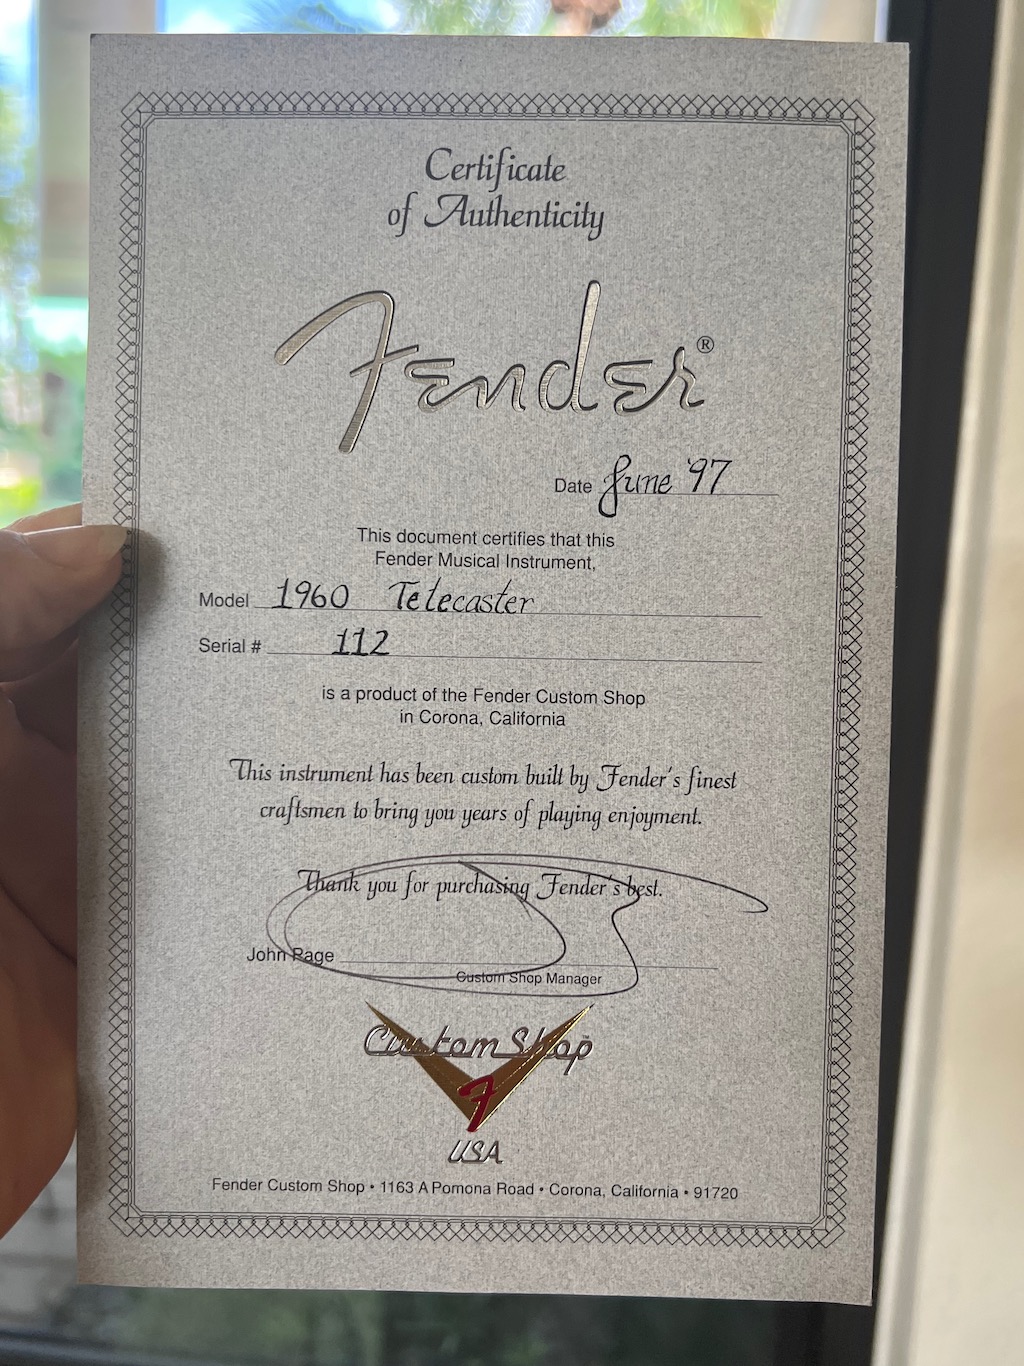 Certificate
of Authenticity
Fender®
Date June '97
This document certifies that this
Fender Musical Instrument,
Model 1960 Telecaster
Serial # 112
is a product of the Fender Custom Shop
in Corona, California
This instrument has been custom built by Fender's finest
craftsmen to bring you years of playing enjoyment.
Thank you for purchasing Fender's best.
John Page
Custom Shop Manager
Custom Shop
F
USA
Fender Custom Shop • 1163 A Pomona Road • Corona, California • 91720